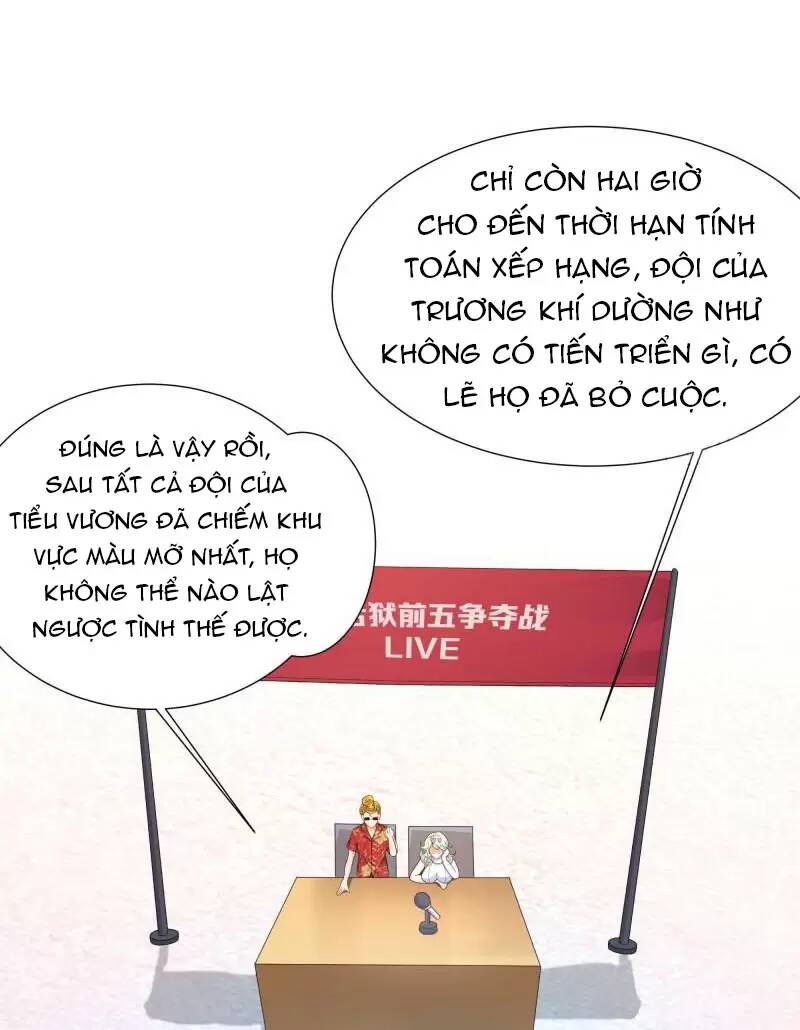 CHỈ CÒN HAI GIỜ
CHO ĐẾN THỜI HẠN TÍNH
TOÁN XẾP HẠNG, ĐỘI CỦA
TRƯƠNG KHÍ DƯỜNG NHƯ
KHÔNG CÓ TIẾN TRIỂN GÌ, CÓ
LẼ HỌ ĐÃ BỎ CUỘC.
ĐÚNG LÀ VẬY RỒI,
SAU TẤT CẢ ĐỘI CỦA
TIỂU VƯƠNG ĐÃ CHIẾM KHU
VỰC MÀU MỠ NHẤT, HỌ
KHÔNG THỂ NÀO LẬT
NGƯỢC TÌNH THẾ ĐƯỢC.
狱前五争夺战
LIVE